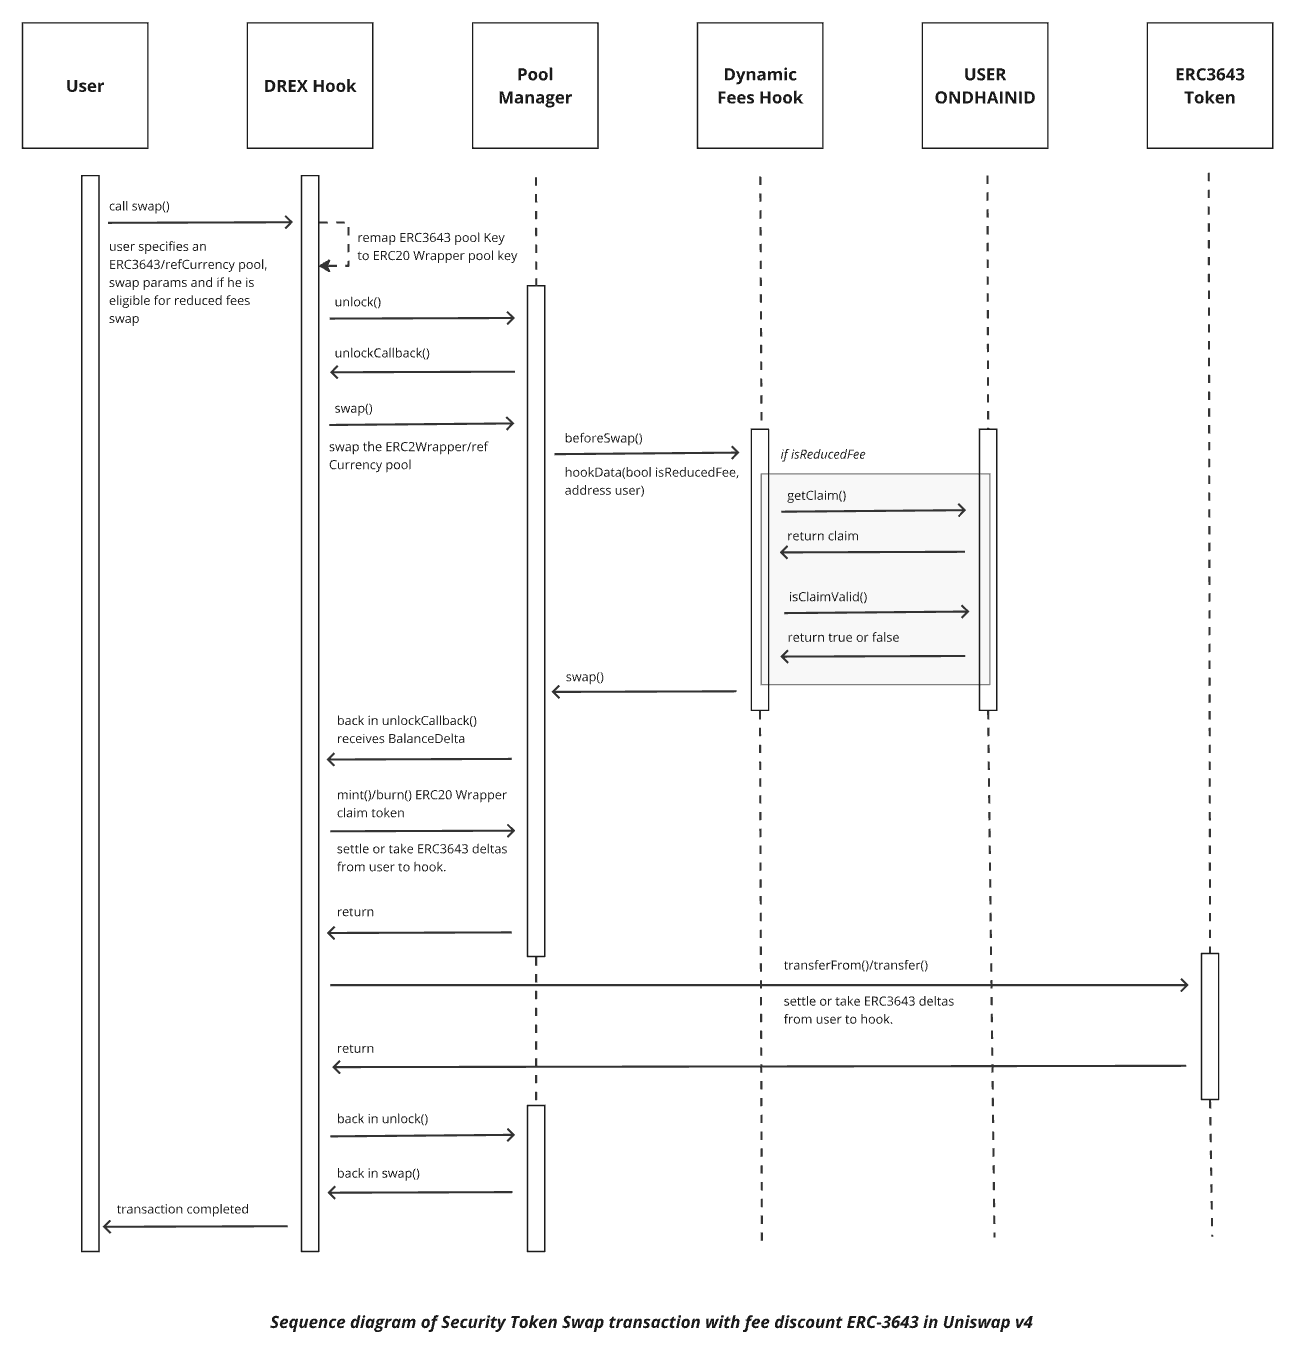 User
DREX Hook
Pool
Manager
Dynamic
Fees Hook
USER
ONDHAINID
ERC3643
Token
call swap()
user specifies an
ERC3643/refCurrency pool,
swap params and if he is
eligible for reduced fees
swap
remap ERC3643 pool Key
to ERC20 Wrapper pool key
unlock()
unlockCallback()
swap()
swap the ERC2Wrapper/ref
Currency pool
beforeSwap()
hookData(bool isReducedFee,
address user)
if isReducedFee
getClaim()
return claim
isClaimValid()
return true or false
swap()
back in unlockCallback()
receives BalanceDelta
mint()/burn() ERC20 Wrapper
claim token
settle or take ERC3643 deltas
from user to hook.
return
transferFrom()/transfer()
settle or take ERC3643 deltas
from user to hook.
return
back in unlock()
back in swap()
transaction completed
Sequence diagram of Security Token Swap transaction with fee discount ERC-3643 in Uniswap v4